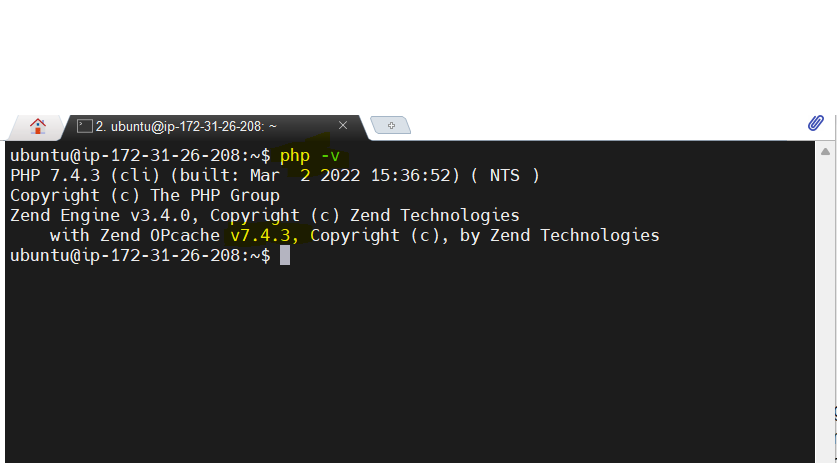 2. ubuntu@ip-172-31-26-208: ~
ubuntu@ip-172-31-26-208:~$ php -v
PHP 7.4.3 (cli) (built: Mar  2 2022 15:36:52) ( NTS )
Copyright (c) The PHP Group
Zend Engine v3.4.0, Copyright (c) Zend Technologies
    with Zend OPcache v7.4.3, Copyright (c), by Zend Technologies
ubuntu@ip-172-31-26-208:~$